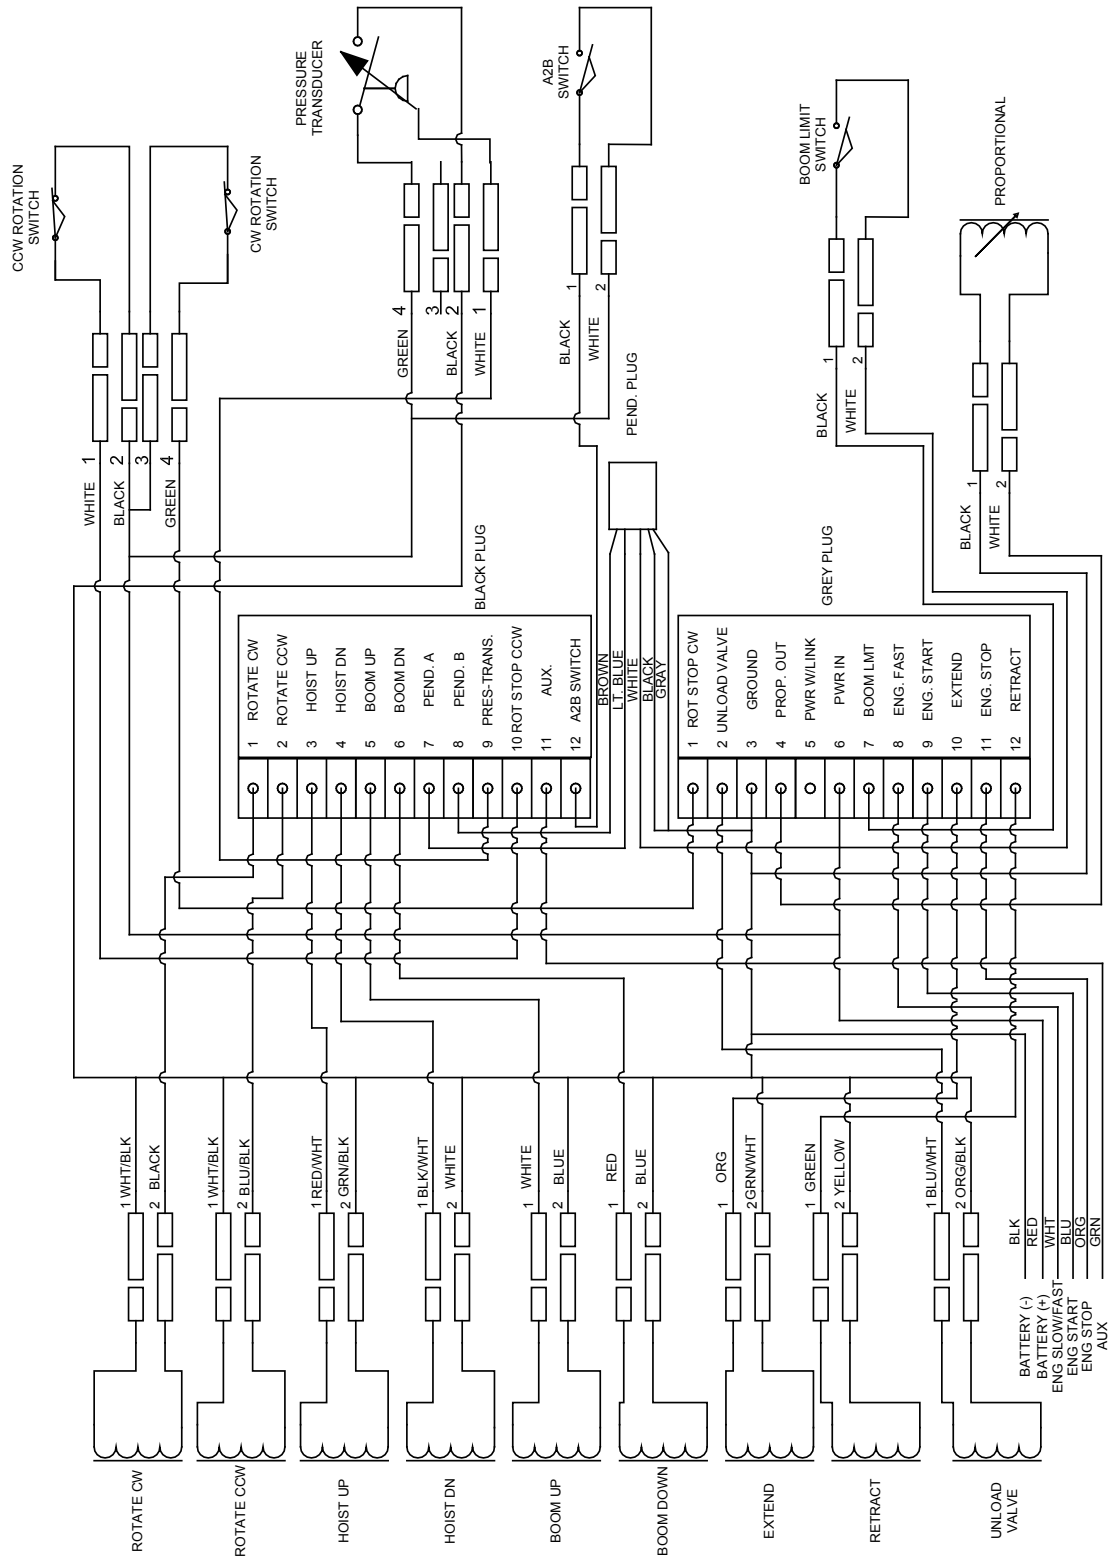 CCW ROTATION
SWITCH
CW ROTATION
SWITCH
PRESSURE
TRANSDUCER
A2B
SWITCH
BOOM LIMIT
SWITCH
PROPORTIONAL
WHITE 1
BLACK 2
3
GREEN 4
GREEN 4
3
BLACK 2
WHITE 1
BLACK 1
WHITE 2
PEND. PLUG
BLACK 1
WHITE 2
BLACK 1
WHITE 2
BLACK PLUG
1 ROTATE CW
2 ROTATE CCW
3 HOIST UP
4 HOIST DN
5 BOOM UP
6 BOOM DN
7 PEND. A
8 PEND. B
9 PRES-TRANS.
10 ROT STOP CCW
11 AUX.
12 A2B SWITCH
BROWN
LT. BLUE
WHITE
BLACK
GRAY
GREY PLUG
1 ROT STOP CW
2 UNLOAD VALVE
3 GROUND
4 PROP. OUT
5 PWR W/LINK
6 PWR IN
7 BOOM LMT
8 ENG. FAST
9 ENG. START
10 EXTEND
11 ENG. STOP
12 RETRACT
1 WHT/BLK
2 BLACK
1 WHT/BLK
2 BLU/BLK
1 RED/WHT
2 GRN/BLK
1 BLK/WHT
2 WHITE
1 WHITE
2 BLUE
1 RED
2 BLUE
1 ORG
2 GRN/WHT
1 GREEN
2 YELLOW
1 BLU/WHT
2 ORG/BLK
BLK
RED
WHT
BLU
ORG
GRN
BATTERY (-)
BATTERY (+)
ENG SLOW/FAST
ENG START
ENG STOP
AUX
ROTATE CW
ROTATE CCW
HOIST UP
HOIST DN
BOOM UP
BOOM DOWN
EXTEND
RETRACT
UNLOAD
VALVE